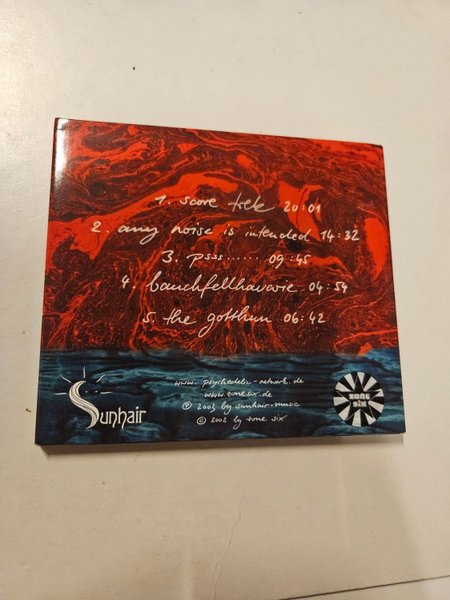 1. score trek 20:01
2. any noise is intended 14:32
3. psss...... 09:45
4. bauchfellhavarie 04:54
5. the gotthun 06:42
www.psychedelic-network.de
www.zonesix.de
℗ 2003 by sunhair-music
© 2002 by zone six
Sunhair
ZONE
SIX